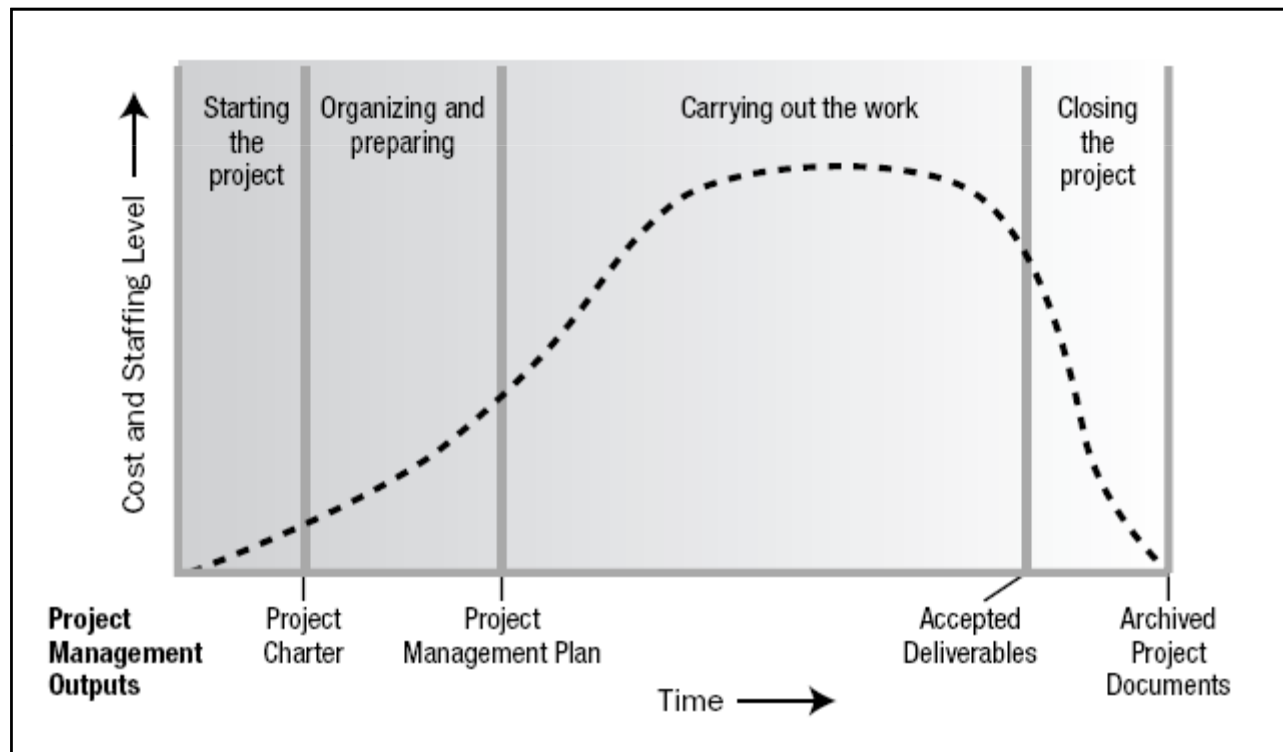 Cost and Staffing Level
Starting
the
project
Organizing and
preparing
Carrying out the work
Closing
the
project
Project
Management
Outputs
Project
Charter
Project
Management Plan
Accepted
Deliverables
Archived
Project
Documents
Time